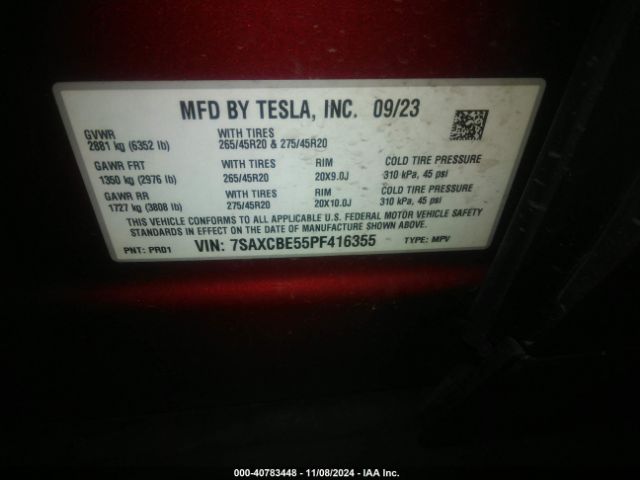 MFD BY TESLA, INC. 09/23
GVWR WITH TIRES
2881 kg (6352 lb) 265/45R20 & 275/45R20
GAWR FRT WITH TIRES RIM COLD TIRE PRESSURE
1350 kg (2976 lb) 265/45R20 20X9.0J 310 kPa, 45 psi
GAWR RR WITH TIRES RIM COLD TIRE PRESSURE
1727 kg (3808 lb) 275/45R20 20X10.0J 310 kPa, 45 psi
THIS VEHICLE CONFORMS TO ALL APPLICABLE U.S. FEDERAL MOTOR VEHICLE SAFETY
STANDARDS IN EFFECT ON THE DATE OF MANUFACTURE SHOWN ABOVE.
PNT: PR01 VIN: 7SAXCBE55PF416355 TYPE: MPV
000-40783448 - 11/08/2024 - IAA Inc.